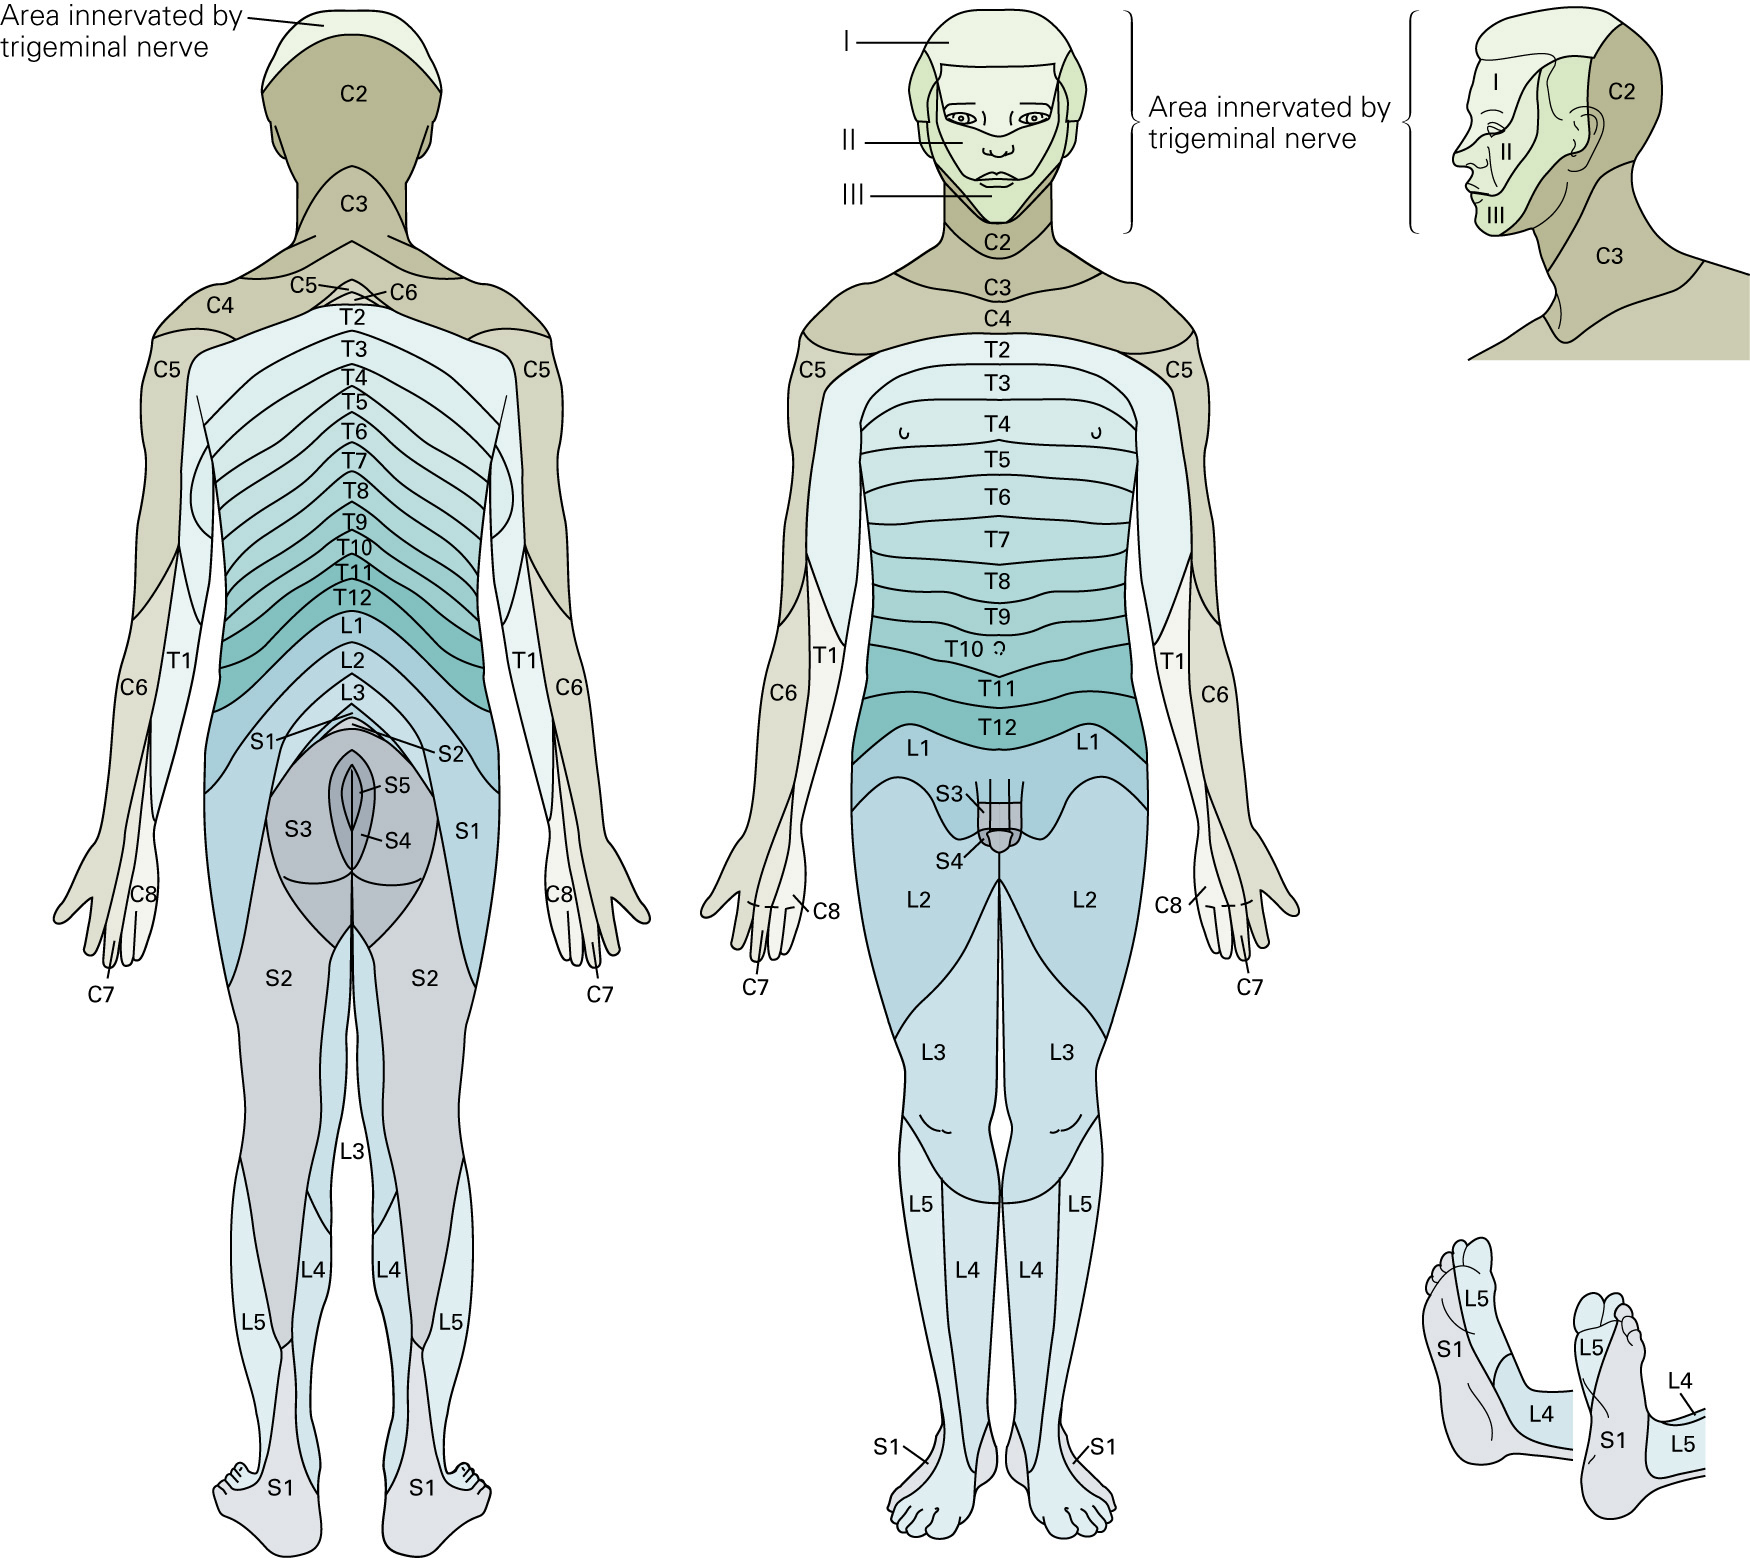 Area innervated by
trigeminal nerve
C2
C3
C5
C6
C4
T2
T3
C5
C5
T4
T5
T6
T7
T8
T9
T10
T11
T12
L1
L2
T1
T1
C6
C6
L3
S1
S2
S5
S3
S1
S4
C8
C8
S2
S2
C7
C7
L3
L4
L4
L5
L5
S1
S1
I
II
III
Area innervated by
trigeminal nerve
C2
C3
C4
T2
C5
C5
T3
T4
T5
T6
T7
T8
T9
T10
T1
T1
T11
C6
C6
T12
L1
L1
S3
S4
L2
L2
C8
C8
C7
C7
L3
L3
L5
L5
L4
L4
S1
S1
I
C2
II
III
C3
L5
S1
L4
L5
L4
S1
L5